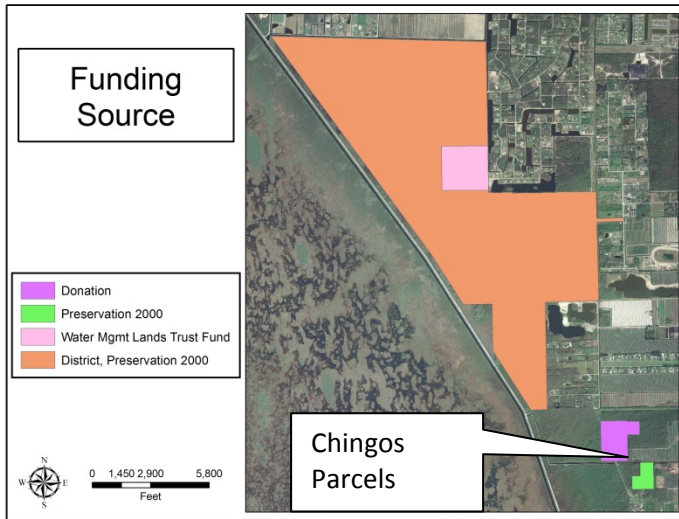 Funding
Source
Donation
Preservation 2000
Water Mgmt Lands Trust Fund
District, Preservation 2000
N
W
E
S
0 1,450 2,900 5,800
Feet
Chingos
Parcels